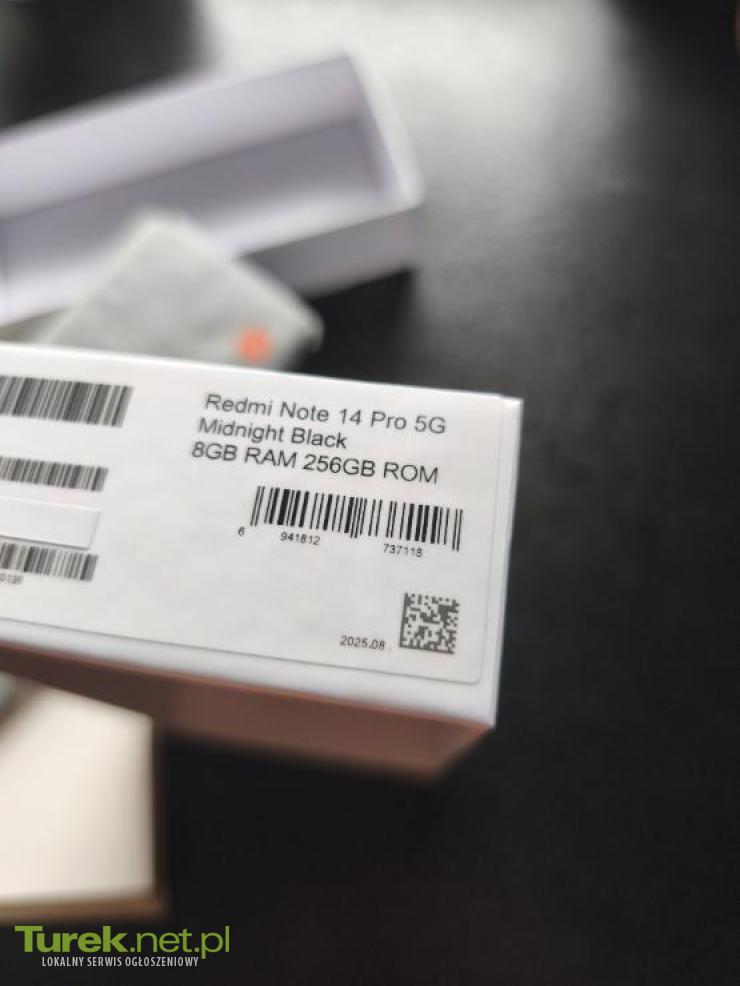 Redmi Note 14 Pro 5G
Midnight Black
8GB RAM 256GB ROM
6 941812 737118
2025.08
Turek.net.pl
LOKALNY SERWIS OGŁOSZENIOWY